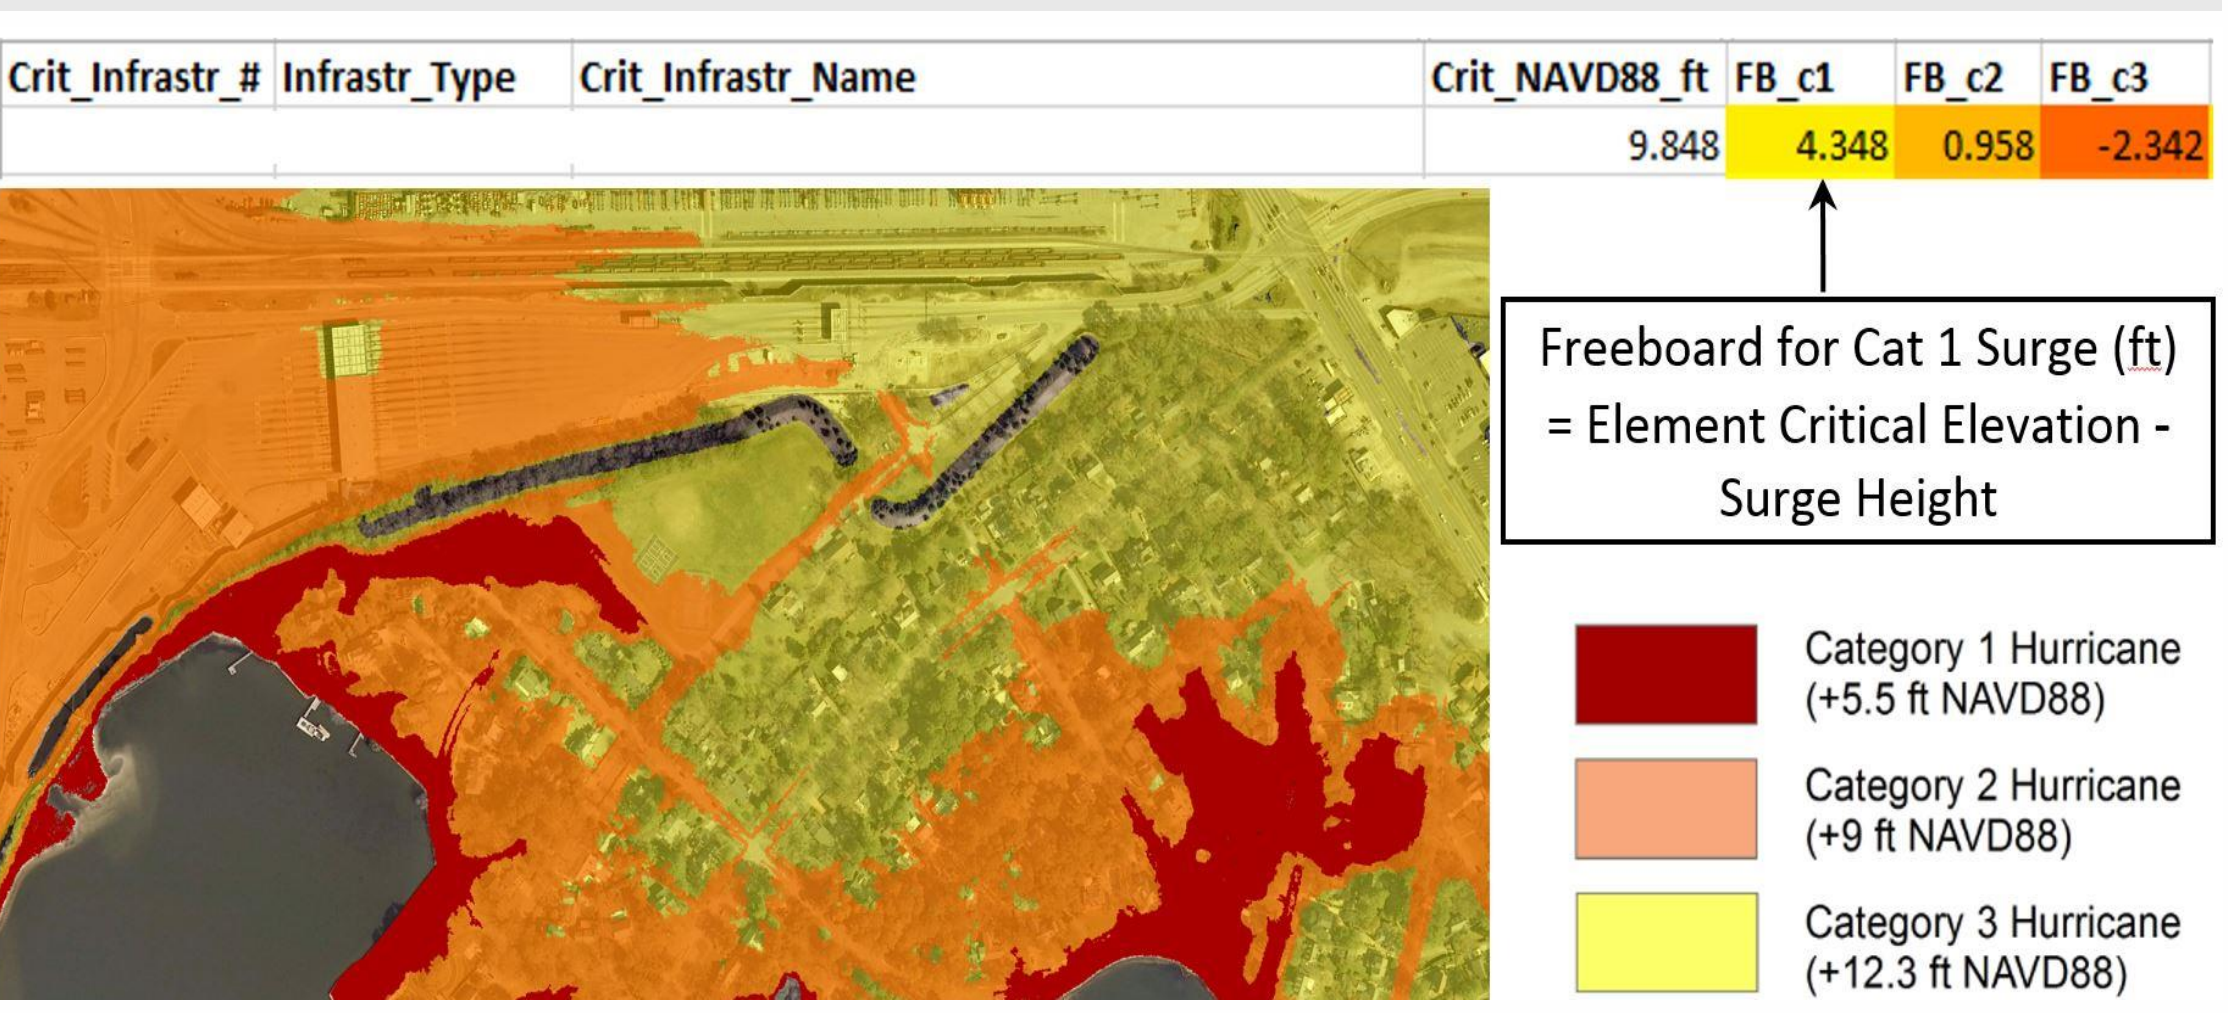 Crit_Infrastr_# Infrastr_Type Crit_Infrastr_Name Crit_NAVD88_ft FB_c1 FB_c2 FB_c3
9.848 4.348 0.958 -2.342
Freeboard for Cat 1 Surge (ft)
= Element Critical Elevation -
Surge Height
Category 1 Hurricane
(+5.5 ft NAVD88)
Category 2 Hurricane
(+9 ft NAVD88)
Category 3 Hurricane
(+12.3 ft NAVD88)